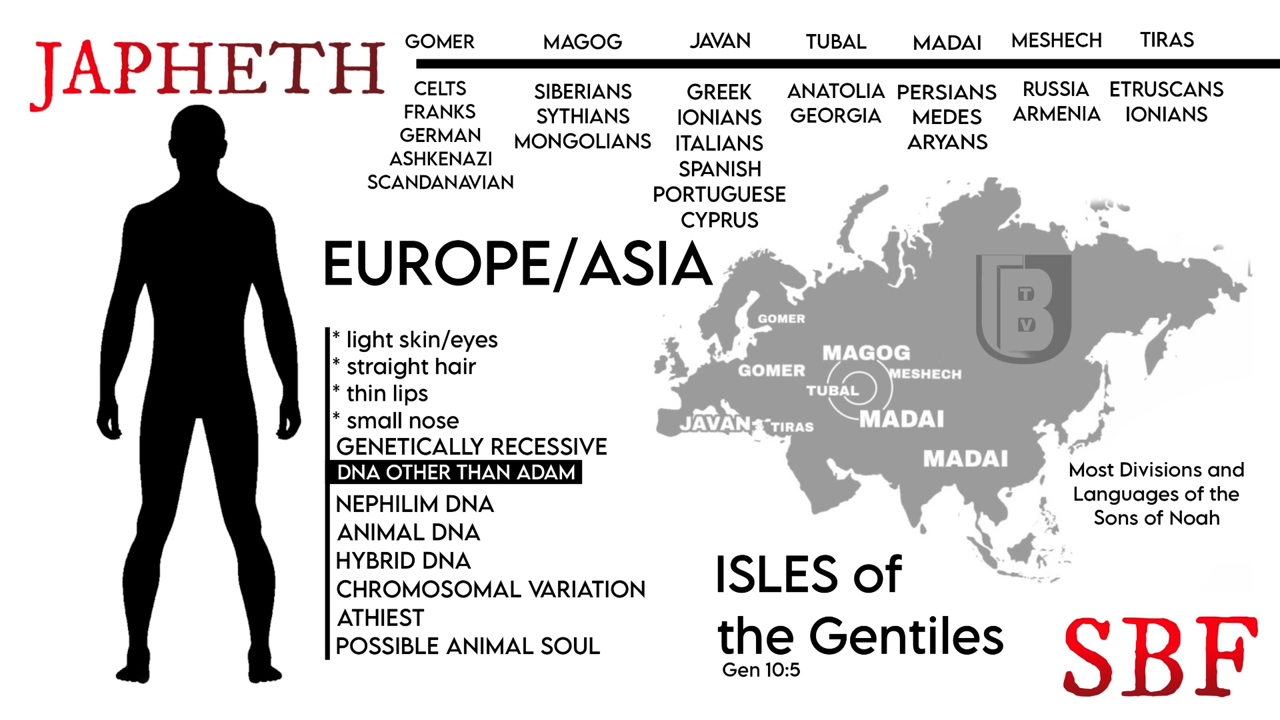 JAPHETH
GOMER MAGOG JAVAN TUBAL MADAI MESHECH TIRAS
CELTS
FRANKS
GERMAN
ASHKENAZI
SCANDANAVIAN
SIBERIANS
SYTHIANS
MONGOLIANS
GREEK
IONIANS
ITALIANS
SPANISH
PORTUGUESE
CYPRUS
ANATOLIA
GEORGIA
PERSIANS
MEDES
ARYANS
RUSSIA
ARMENIA
ETRUSCANS
IONIANS
EUROPE/ASIA
* light skin/eyes
* straight hair
* thin lips
* small nose
GENETICALLY RECESSIVE
DNA OTHER THAN ADAM
NEPHILIM DNA
ANIMAL DNA
HYBRID DNA
CHROMOSOMAL VARIATION
ATHIEST
POSSIBLE ANIMAL SOUL
B
T
V
GOMER
MAGOG
GOMER
MESHECH
TUBAL
MADAI
JAVAN
TIRAS
MADAI
Most Divisions and
Languages of the
Sons of Noah
ISLES of
the Gentiles
Gen 10:5
SBF